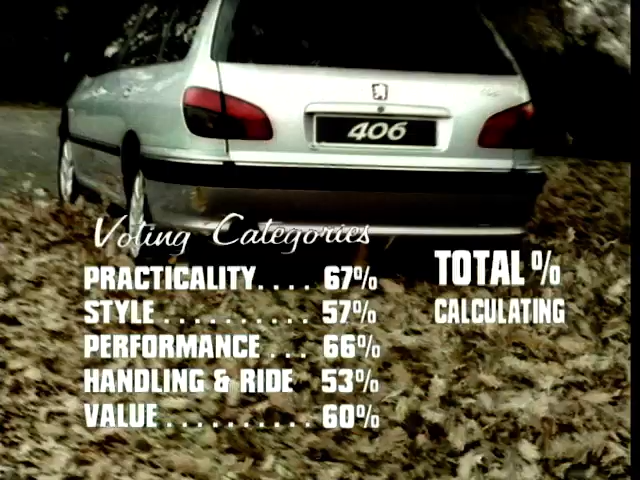 406
Voting Categories
PRACTICALITY.... 67%
STYLE .......... 57%
PERFORMANCE ... 66%
HANDLING & RIDE 53%
VALUE .......... 60%
TOTAL %
CALCULATING